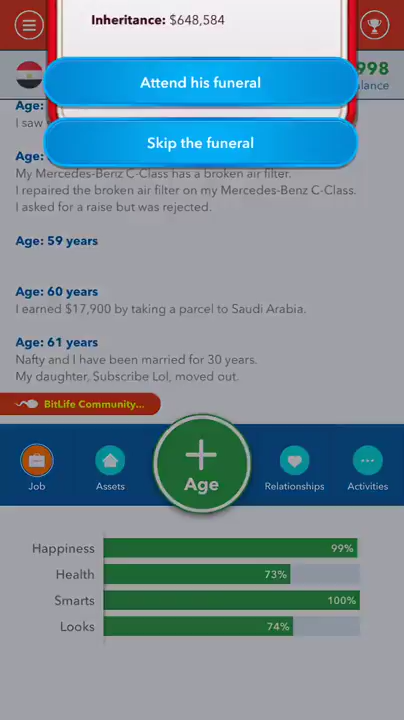 Inheritance: $648,584
Attend his funeral
998
Balance
Age:
I saw
Skip the funeral
Age:
My Mercedes-Benz C-Class has a broken air filter.
I repaired the broken air filter on my Mercedes-Benz C-Class.
I asked for a raise but was rejected.
Age: 59 years
Age: 60 years
I earned $17,900 by taking a parcel to Saudi Arabia.
Age: 61 years
Nafty and I have been married for 30 years.
My daughter, Subscribe Lol, moved out.
BitLife Community...
Job
Assets
+
Age
Relationships
Activities
Happiness 99%
Health 73%
Smarts 100%
Looks 74%